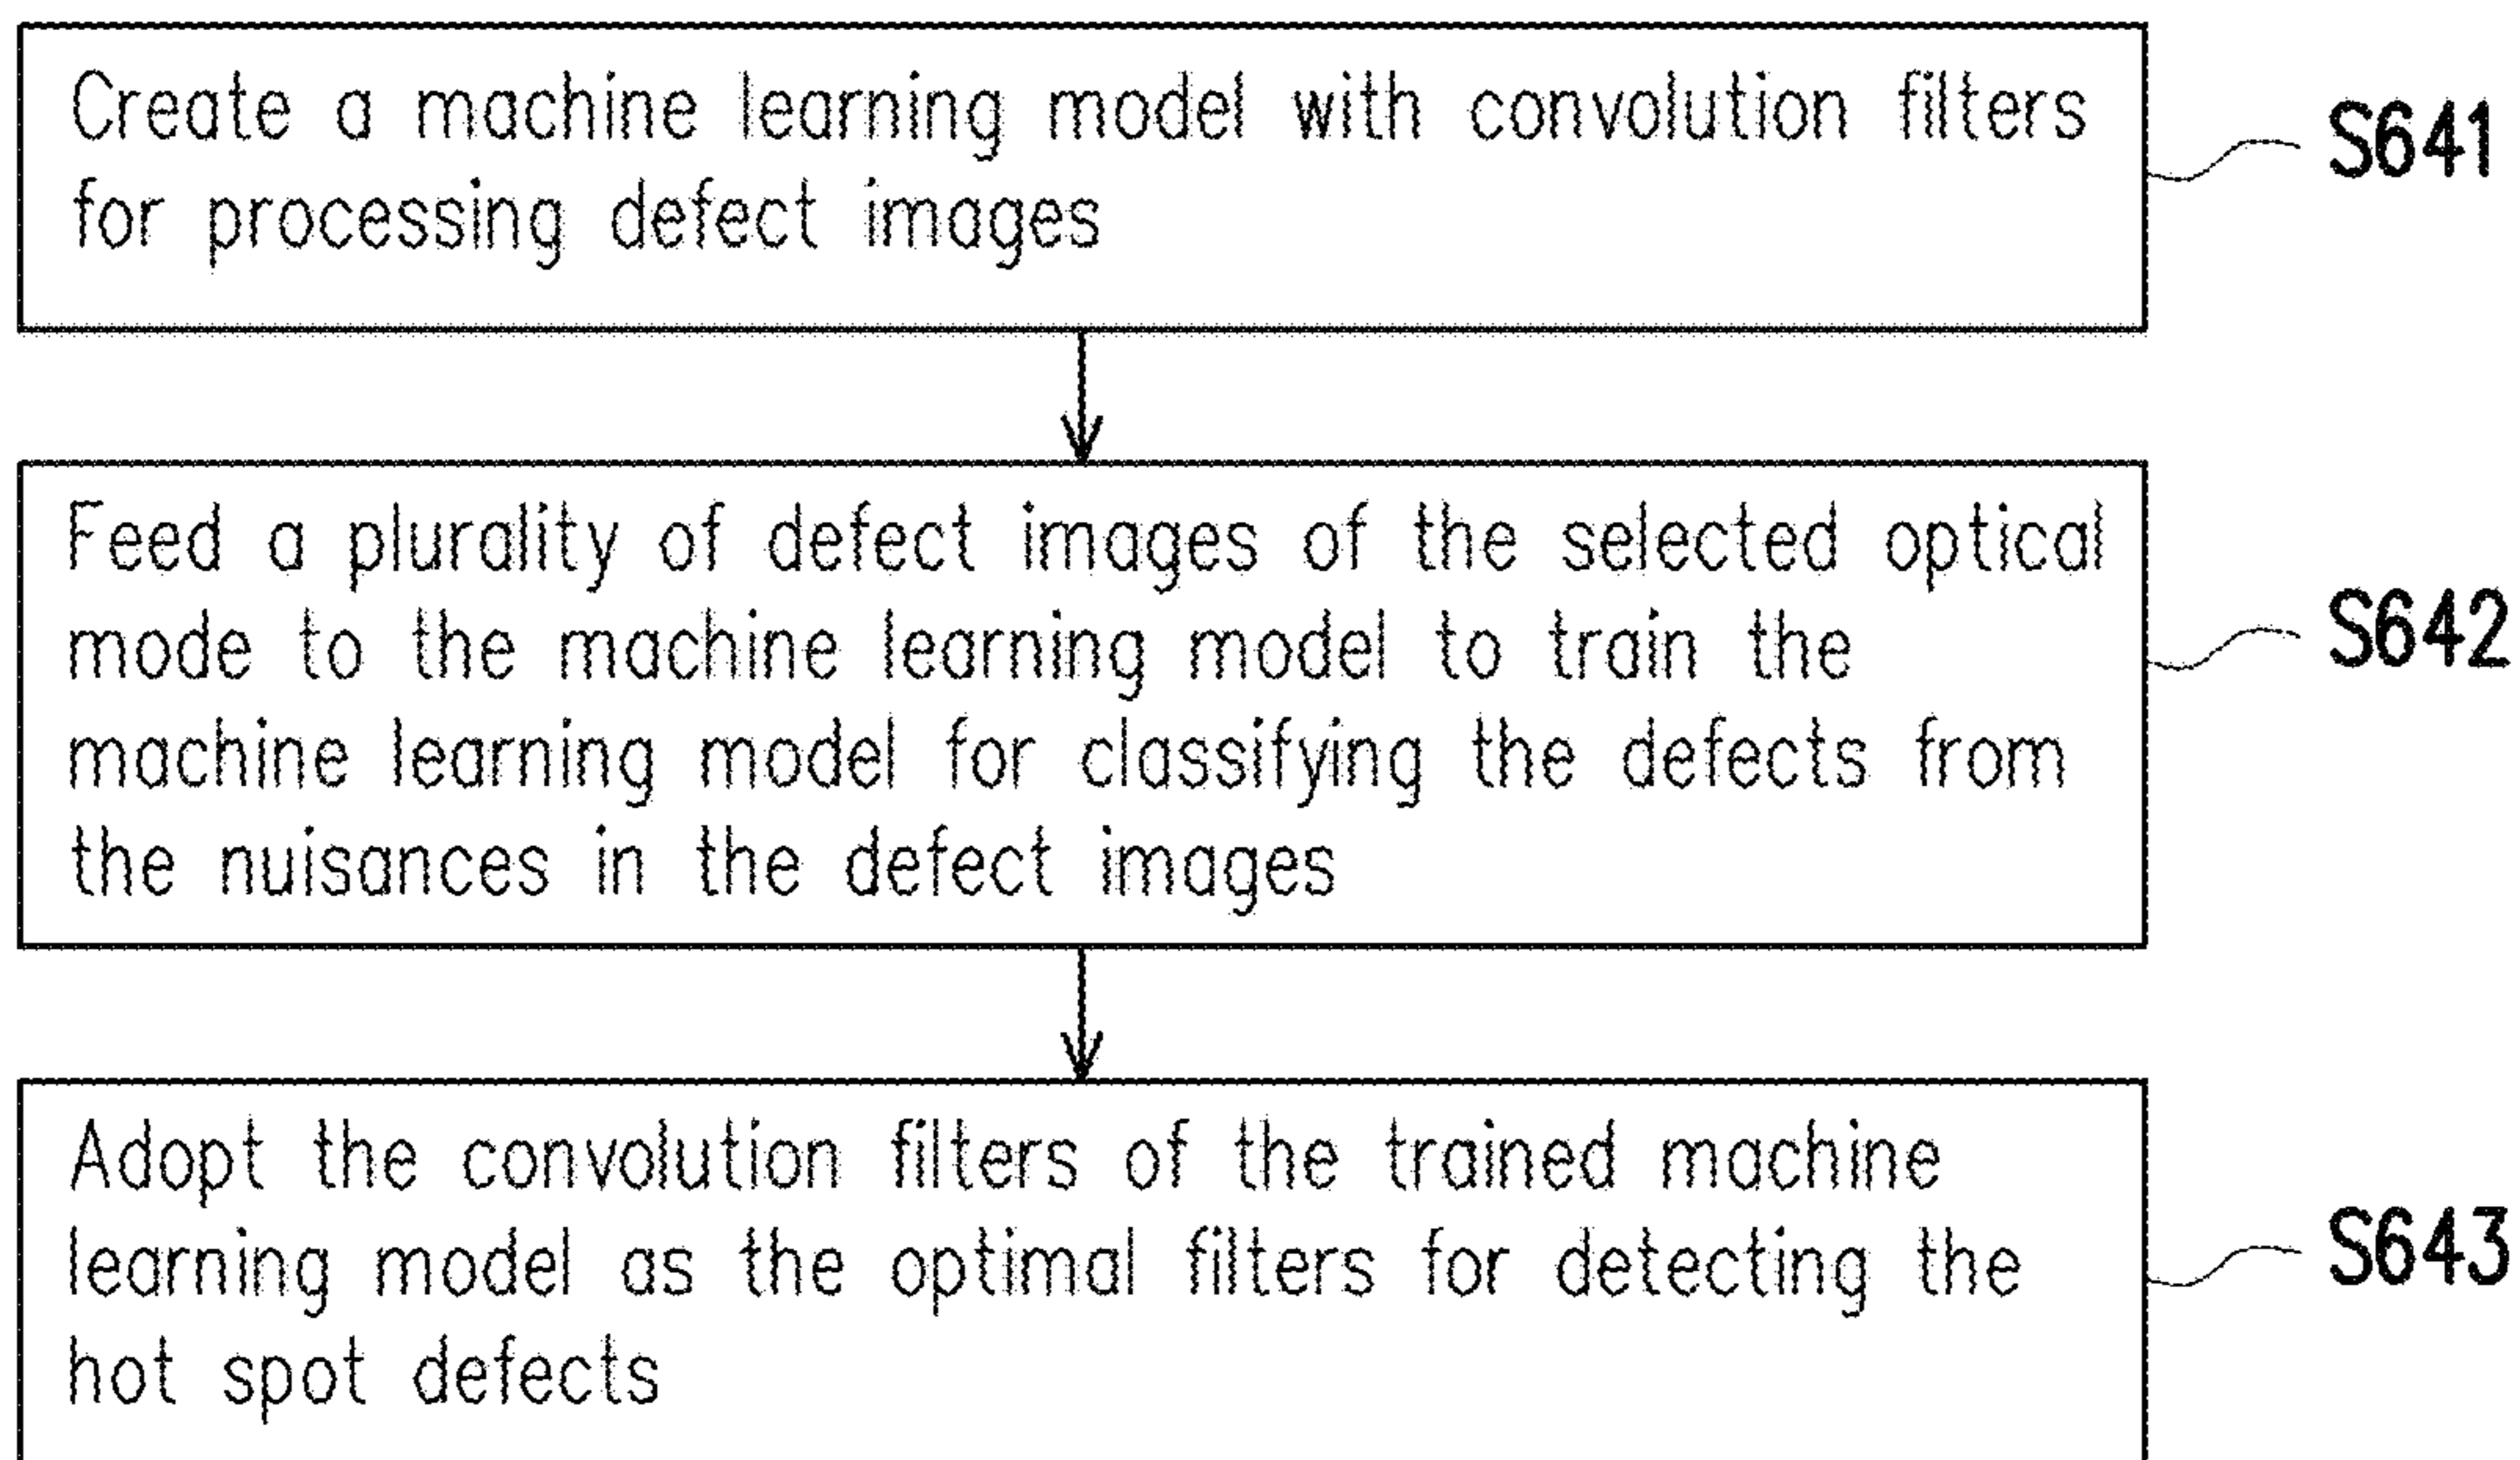 Create a machine learning model with convolution filters
for processing defect images
S641
Feed a plurality of defect images of the selected optical
mode to the machine learning model to train the
machine learning model for classifying the defects from
the nuisances in the defect images
S642
Adopt the convolution filters of the trained machine
learning model as the optimal filters for detecting the
hot spot defects
S643